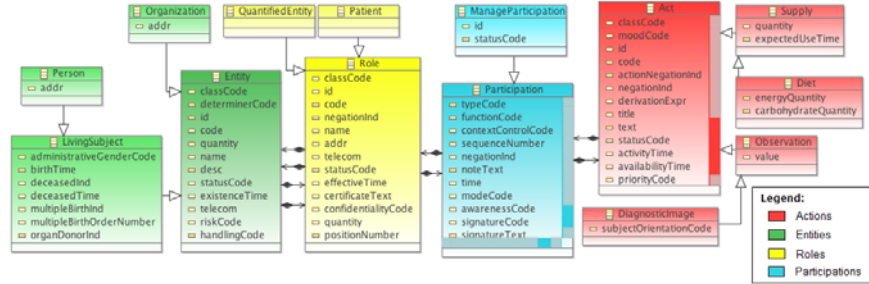 Organization
addr
QuantifiedEntity
Patient
ManageParticipation
id
statusCode
Act
classCode
moodCode
id
code
actionNegationInd
negationInd
derivationExpr
title
text
statusCode
activityTime
availabilityTime
priorityCode
Supply
quantity
expectedUseTime
Person
addr
Entity
classCode
determinerCode
id
code
quantity
name
desc
statusCode
existenceTime
telecom
riskCode
handlingCode
Role
classCode
id
code
negationInd
name
addr
telecom
statusCode
effectiveTime
certificateText
confidentialityCode
quantity
positionNumber
Participation
typeCode
functionCode
contextControlCode
sequenceNumber
negationInd
noteText
time
modeCode
awarenessCode
signatureCode
signatureText
Diet
energyQuantity
carbohydrateQuantity
LivingSubject
administrativeGenderCode
birthTime
deceasedInd
deceasedTime
multipleBirthInd
multipleBirthOrderNumber
organDonorInd
Observation
value
DiagnosticImage
subjectOrientationCode
Legend:
Actions
Entities
Roles
Participations